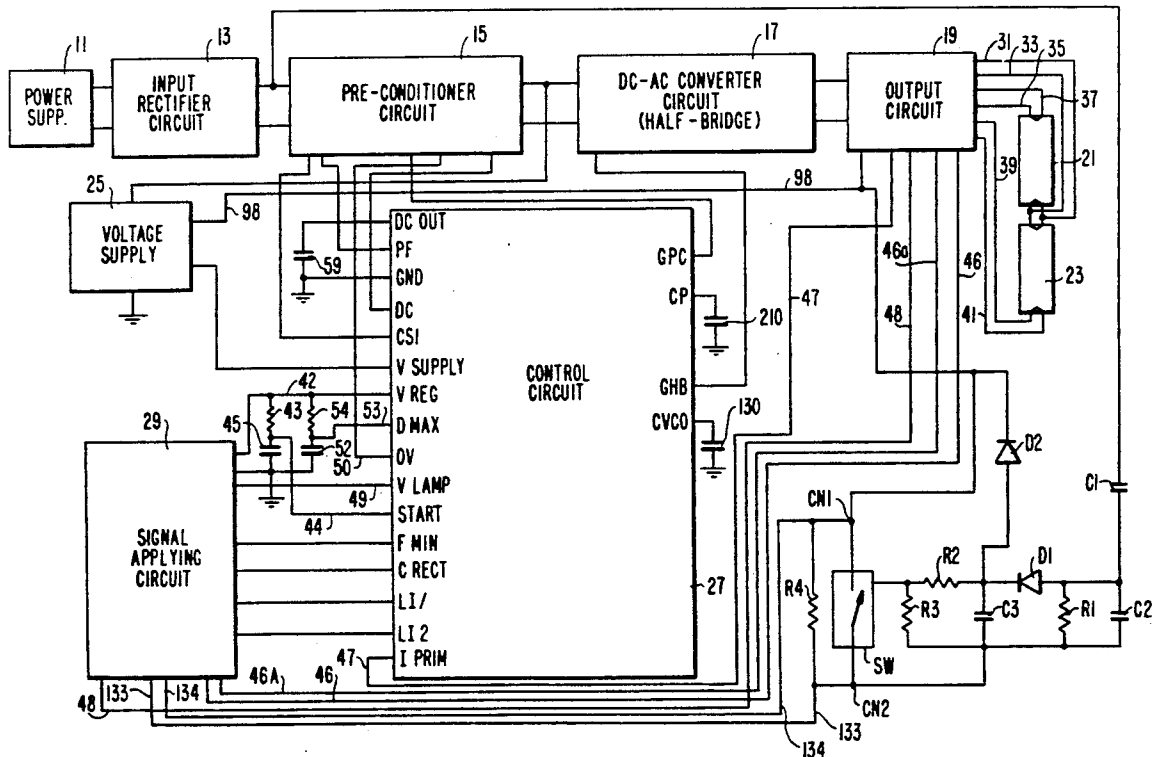 11
POWER
SUPP.
13
INPUT
RECTIFIER
CIRCUIT
15
PRE-CONDITIONER
CIRCUIT
17
DC-AC CONVERTER
CIRCUIT
(HALF-BRIDGE)
19
OUTPUT
CIRCUIT
31
33
35
37
39
21
23
41
25
VOLTAGE
SUPPLY
98
98
59
DC OUT
PF
GND
DC
CS1
V SUPPLY
V REG
D MAX
OV
V LAMP
START
F MIN
C RECT
LI/
LI2
I PRIM
CONTROL
CIRCUIT
GPC
CP
210
GHB
CVCO
130
27
47
48
46a
46
42
43
54
53
45
52
50
49
44
29
SIGNAL
APPLYING
CIRCUIT
47
46A
46
48
133
134
CN1
D2
C1
R4
R2
D1
R3
C3
R1
C2
SW
CN2
134
133